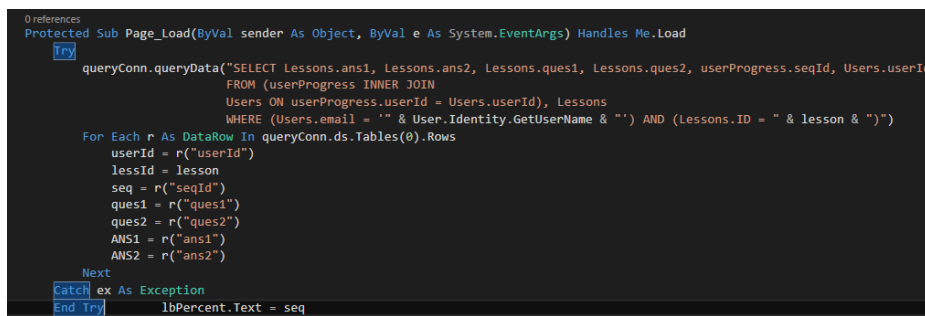 0 references
Protected Sub Page_Load(ByVal sender As Object, ByVal e As System.EventArgs) Handles Me.Load
Try
queryConn.queryData("SELECT Lessons.ans1, Lessons.ans2, Lessons.ques1, Lessons.ques2, userProgress.seqId, Users.userI
FROM (userProgress INNER JOIN
Users ON userProgress.userId = Users.userId), Lessons
WHERE (Users.email = '" & User.Identity.GetUserName & "') AND (Lessons.ID = " & lesson & ")")
For Each r As DataRow In queryConn.ds.Tables(0).Rows
userId = r("userId")
lessId = lesson
seq = r("seqId")
ques1 = r("ques1")
ques2 = r("ques2")
ANS1 = r("ans1")
ANS2 = r("ans2")
Next
Catch ex As Exception
End Try lbPercent.Text = seq